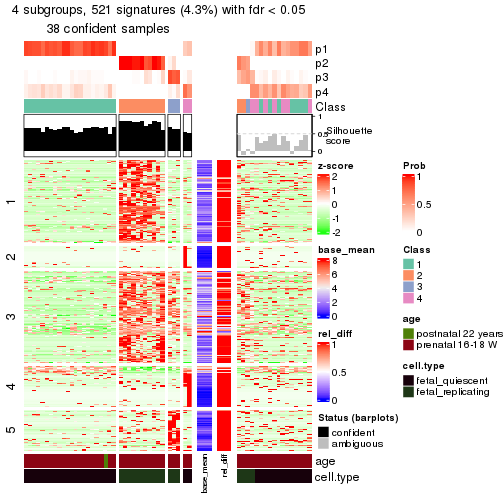 4 subgroups, 521 signatures (4.3%) with fdr < 0.05
38 confident samples
p1
p2
p3
p4
Class
1
0.5
0
Silhouette
score
1
2
3
4
5
z-score
2
1
0
-1
-2
base_mean
8
6
4
2
0
rel_diff
1
0.5
0
Status (barplots)
confident
ambiguous
Prob
1
0.5
0
Class
1
2
3
4
age
postnatal 22 years
prenatal 16-18 W
cell.type
fetal_quiescent
fetal_replicating
age
cell.type
base_mean
rel_diff